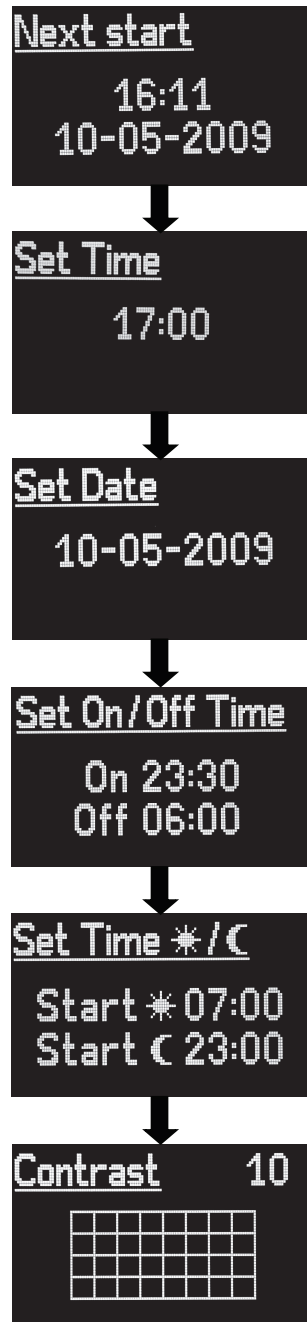 Next start
16:11
10-05-2009
Set Time
17:00
Set Date
10-05-2009
Set On/Off Time
On 23:30
Off 06:00
Set Time ☀/☾
Start ☀ 07:00
Start ☾ 23:00
Contrast 10